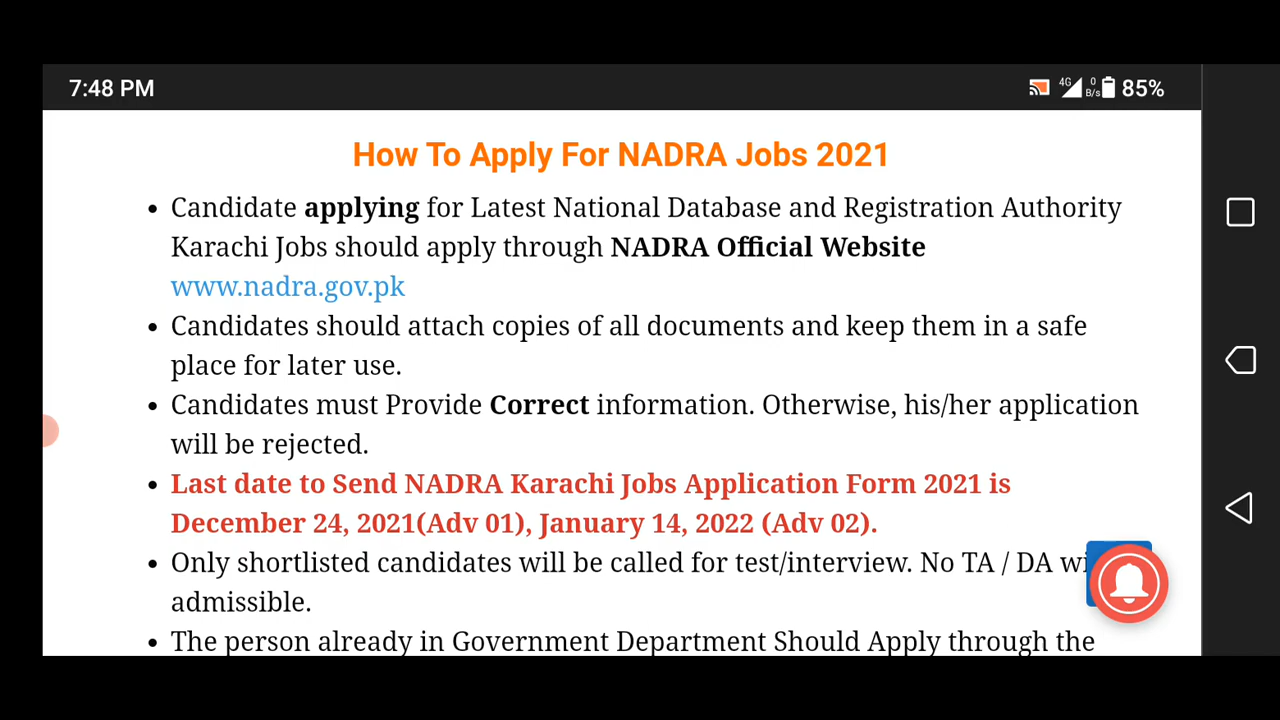 7:48 PM
4G
0
B/s
85%
How To Apply For NADRA Jobs 2021
• Candidate applying for Latest National Database and Registration Authority
Karachi Jobs should apply through NADRA Official Website
www.nadra.gov.pk
• Candidates should attach copies of all documents and keep them in a safe
place for later use.
• Candidates must Provide Correct information. Otherwise, his/her application
will be rejected.
• Last date to Send NADRA Karachi Jobs Application Form 2021 is
December 24, 2021(Adv 01), January 14, 2022 (Adv 02).
• Only shortlisted candidates will be called for test/interview. No TA / DA
admissible.
• The person already in Government Department Should Apply through the